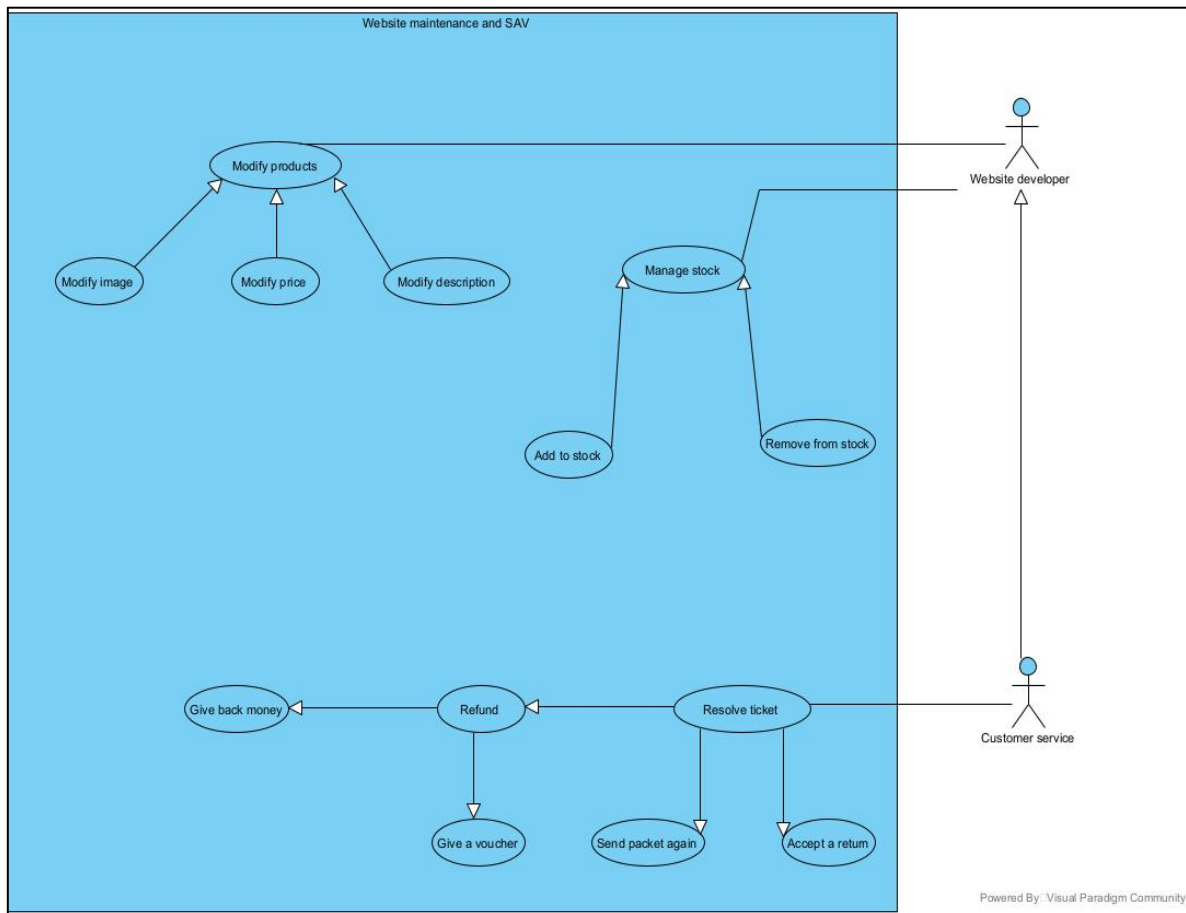 Website maintenance and SAV
Modify products
Website developer
Manage stock
Modify image
Modify price
Modify description
Add to stock
Remove from stock
Give back money
Refund
Resolve ticket
Customer service
Give a voucher
Send packet again
Accept a return
Powered By Visual Paradigm Community